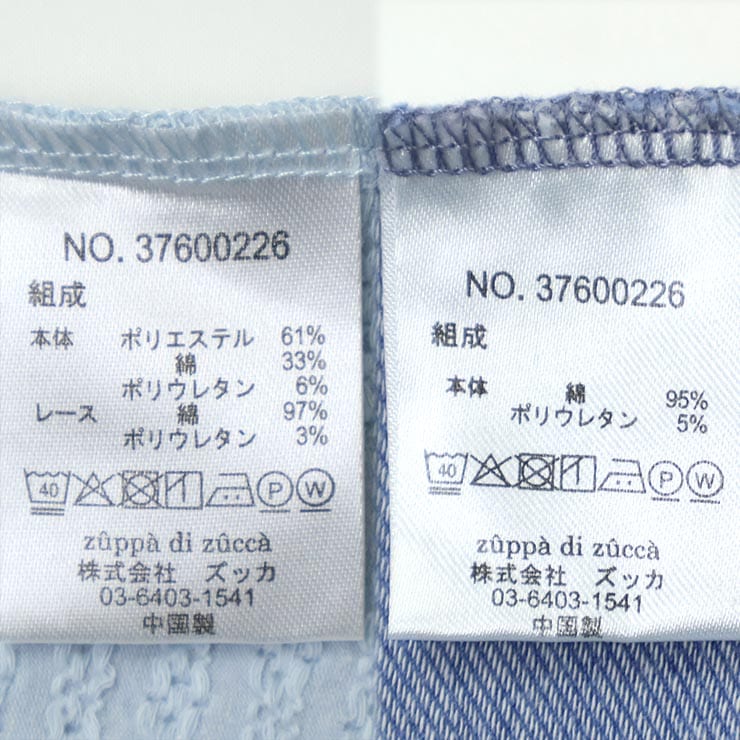 NO. 37600226
組成
本体 ポリエステル 61%
綿 33%
ポリウレタン 6%
レース 綿 97%
ポリウレタン 3%
40 P W
zûppà di zûccà
株式会社 ズッカ
03-6403-1541
中国製
NO. 37600226
組成
本体 綿 95%
ポリウレタン 5%
40 P W
zûppà di zûccà
株式会社 ズッカ
03-6403-1541
中国製